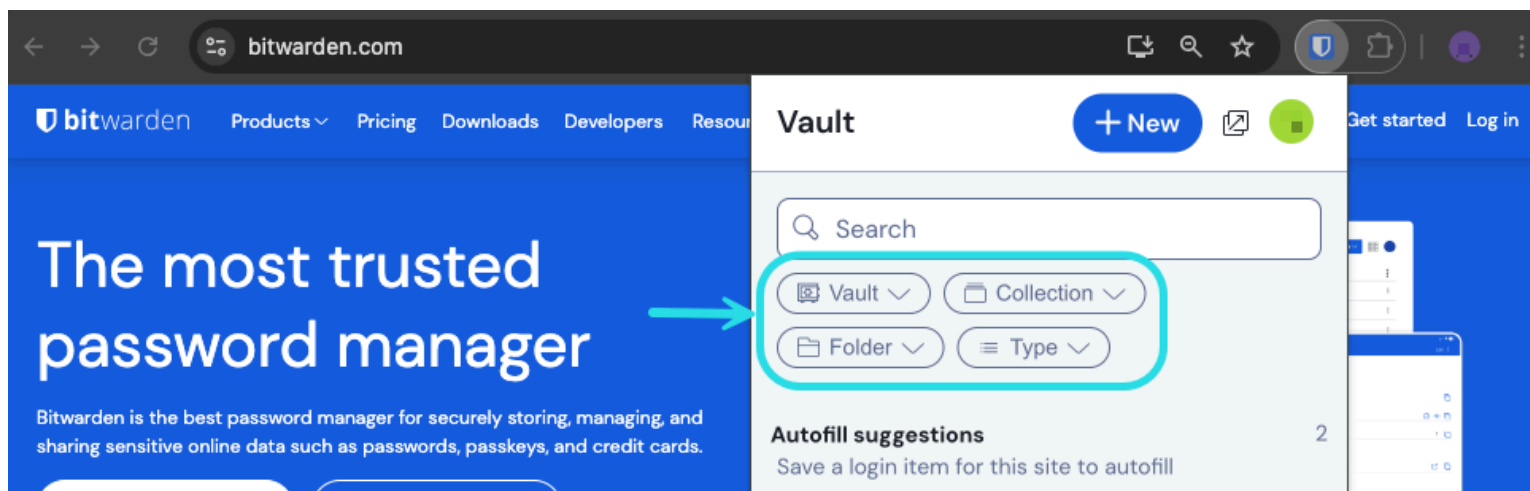 bitwarden.com
bitwarden Products Pricing Downloads Developers Resour
Get started Log in
The most trusted
password manager
Bitwarden is the best password manager for securely storing, managing, and
sharing sensitive online data such as passwords, passkeys, and credit cards.
Vault + New
Search
Vault Collection
Folder Type
Autofill suggestions 2
Save a login item for this site to autofill